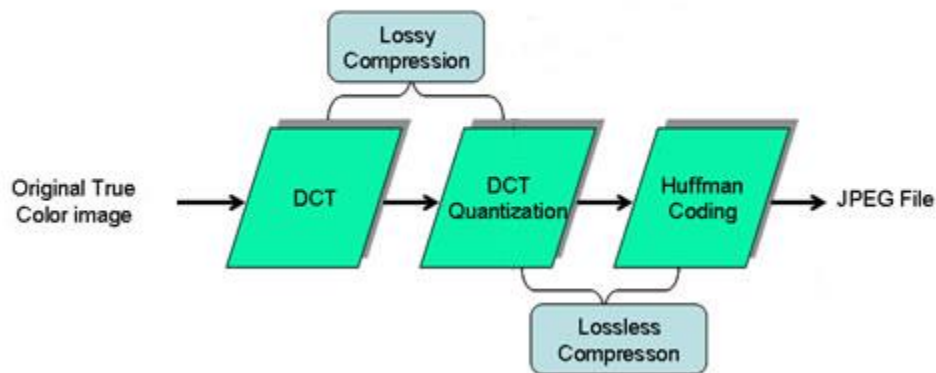 Lossy
Compression
Original True
Color image
DCT
DCT
Quantization
Huffman
Coding
JPEG File
Lossless
Compresson